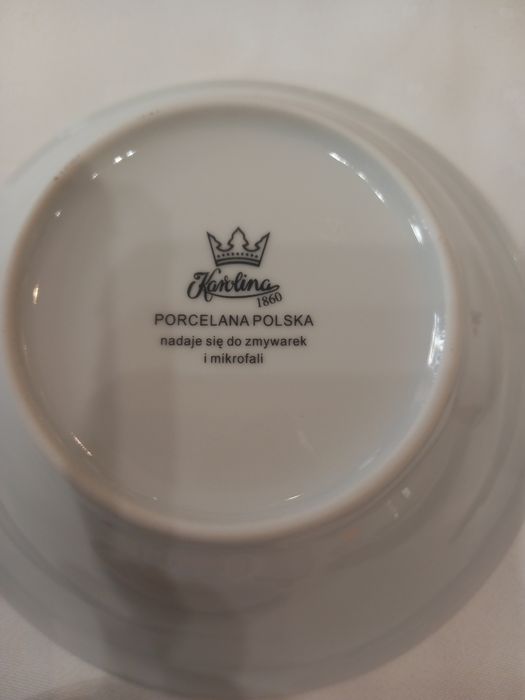 Karolina
1860
PORCELANA POLSKA
nadaje się do zmywarek
i mikrofali